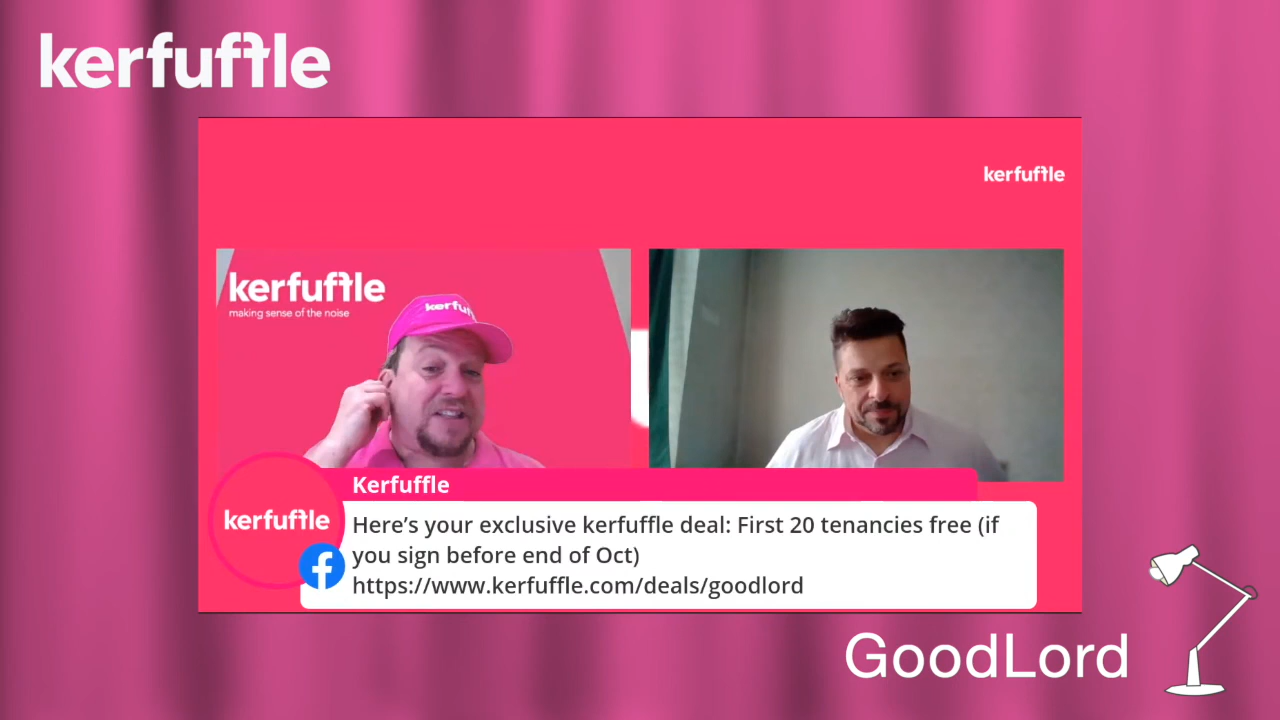 kerfuffle
kerfuffle
kerfuffle
making sense of the noise
kerfuf
Kerfuffle
kerfuffle
Here’s your exclusive kerfuffle deal: First 20 tenancies free (if
you sign before end of Oct)
https://www.kerfuffle.com/deals/goodlord
GoodLord